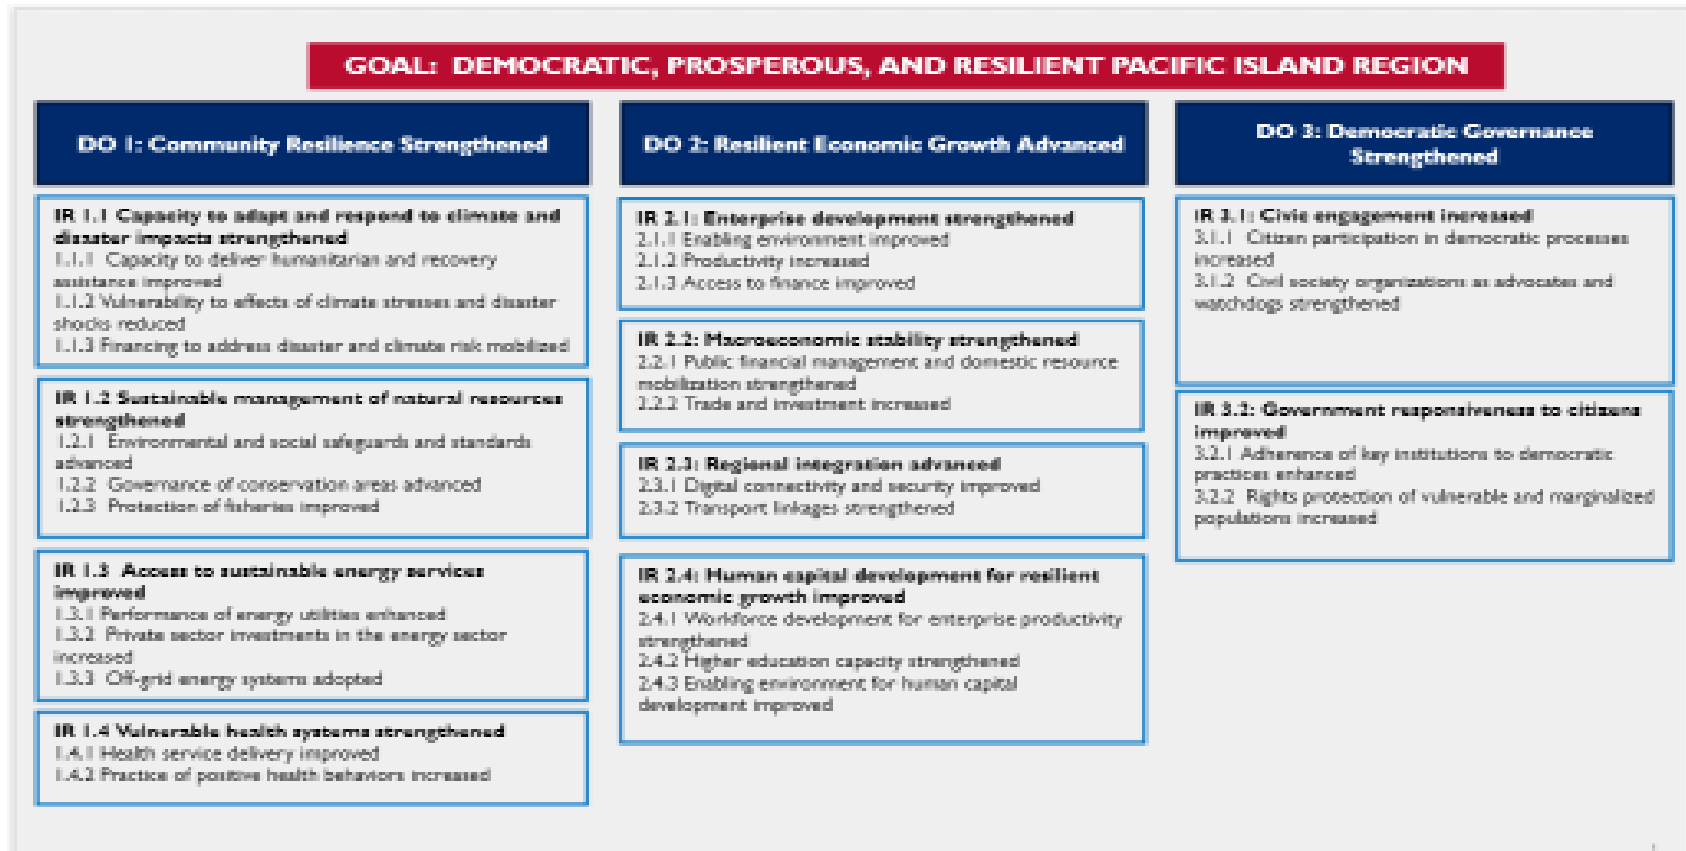 GOAL: DEMOCRATIC, PROSPEROUS, AND RESILIENT PACIFIC ISLAND REGION
DO 1: Community Resilience Strengthened
IR 1.1 Capacity to adapt and respond to climate and
disaster impacts strengthened
1.1.1 Capacity to deliver humanitarian and recovery
assistance improved
1.1.2 Vulnerability to effects of climate stresses and disaster
shocks reduced
1.1.3 Financing to address disaster and climate risk mobilized
IR 1.2 Sustainable management of natural resources
strengthened
1.2.1 Environmental and social safeguards and standards
advanced
1.2.2 Governance of conservation areas advanced
1.2.3 Protection of fisheries improved
IR 1.3 Access to sustainable energy services
improved
1.3.1 Performance of energy utilities enhanced
1.3.2 Private sector investments in the energy sector
increased
1.3.3 Off-grid energy systems adopted
IR 1.4 Vulnerable health systems strengthened
1.4.1 Health service delivery improved
1.4.2 Practice of positive health behaviors increased
DO 2: Resilient Economic Growth Advanced
IR 2.1: Enterprise development strengthened
2.1.1 Enabling environment improved
2.1.2 Productivity increased
2.1.3 Access to finance improved
IR 2.2: Macroeconomic stability strengthened
2.2.1 Public financial management and domestic resource
mobilization strengthened
2.2.2 Trade and investment increased
IR 2.3: Regional integration advanced
2.3.1 Digital connectivity and security improved
2.3.2 Transport linkages strengthened
IR 2.4: Human capital development for resilient
economic growth improved
2.4.1 Workforce development for enterprise productivity
strengthened
2.4.2 Higher education capacity strengthened
2.4.3 Enabling environment for human capital
development improved
DO 3: Democratic Governance
Strengthened
IR 3.1: Civic engagement increased
3.1.1 Citizen participation in democratic processes
increased
3.1.2 Civil society organizations as advocates and
watchdogs strengthened
IR 3.2: Government responsiveness to citizens
improved
3.2.1 Adherence of key institutions to democratic
practices enhanced
3.2.2 Rights protection of vulnerable and marginalized
populations increased